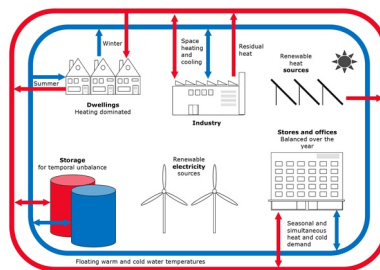 Winter
Space
heating
and
cooling
Residual
heat
Renewable
heat
sources
Summer
Dwellings
Heating dominated
Industry
Stores and offices
Balanced over the
year
Storage
for temporal unbalance
Renewable
electricity
sources
Seasonal and
simultaneous
heat and cold
demand
Floating warm and cold water temperatures